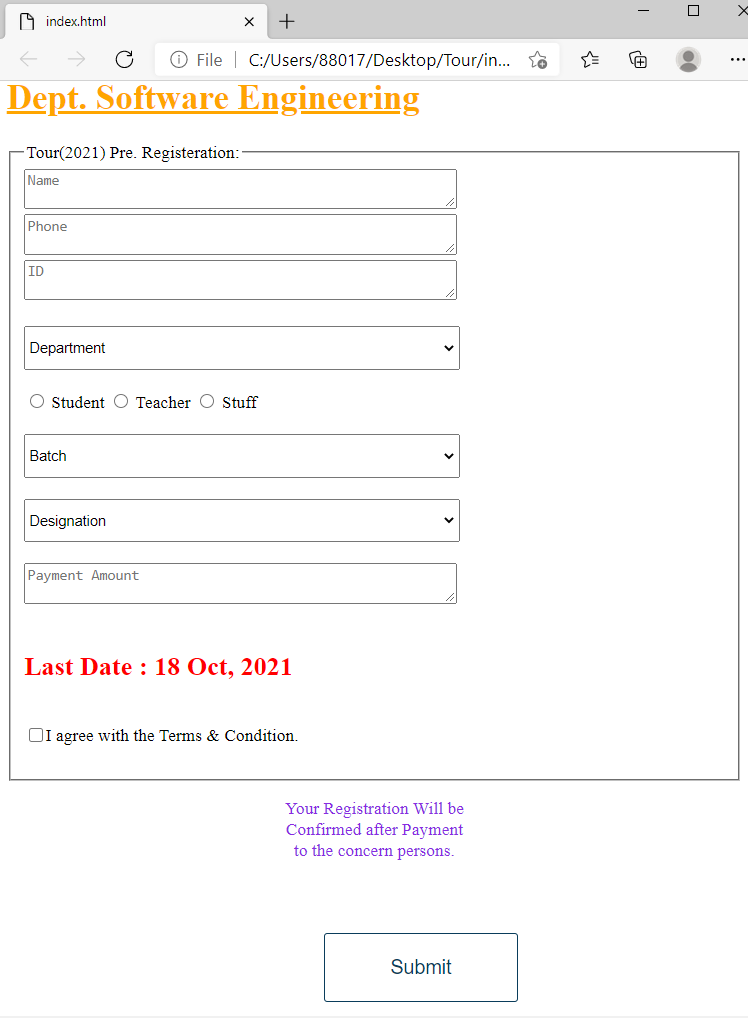 index.html
File
C:/Users/88017/Desktop/Tour/in...
Dept. Software Engineering
Tour(2021) Pre. Registeration:
Name
Phone
ID
Department
Student Teacher Stuff
Batch
Designation
Payment Amount
Last Date : 18 Oct, 2021
I agree with the Terms & Condition.
Your Registration Will be
Confirmed after Payment
to the concern persons.
Submit